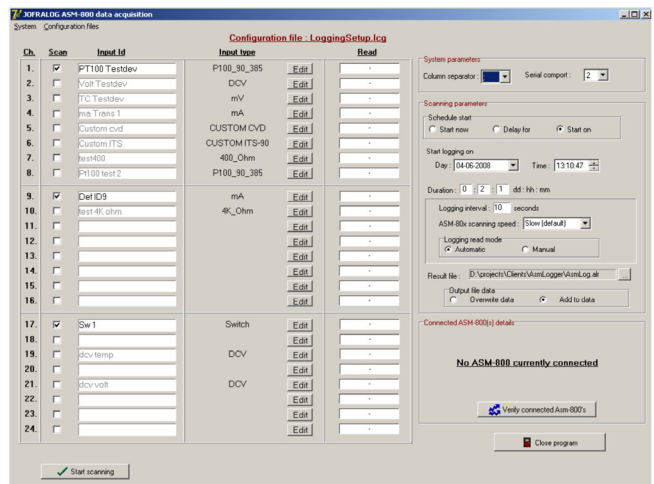 JOFRALOG ASM-800 data acquisition
System Configuration files
Configuration file : LoggingSetup.lcg
Ch. Scan Input Id Input type Read
1. PT100 Testdev P100_90_385 Edit -
2. Volt Testdev DCV Edit -
3. TC Testdev mV Edit -
4. ma Trans 1 mA Edit -
5. Custom cvd CUSTOM CVD Edit -
6. Custom ITS CUSTOM ITS-90 Edit -
7. test400 400_Ohm Edit -
8. Pt100 test 2 P100_90_385 Edit -
9. Def ID9 mA Edit -
10. test 4K ohm 4K_Ohm Edit -
11. Edit -
12. Edit -
13. Edit -
14. Edit -
15. Edit -
16. Edit -
17. Sw 1 Switch Edit -
18. Edit -
19. dcv temp DCV Edit -
20. Edit -
21. dcv volt DCV Edit -
22. Edit -
23. Edit -
24. Edit -
Start scanning
System parameters
Column separator : Serial comport : 2
Scanning parameters
Schedule start
Start now Delay for Start on
Start logging on
Day : 04-06-2008 Time : 13:10:47
Duration : 0 : 2 : 1 dd : hh : mm
Logging interval : 10 seconds
ASM-80x scanning speed : Slow (default)
Logging read mode
Automatic Manual
Result file : D:\projects\Clients\AsmLogger\AsmLog.alr ...
Output file data
Overwrite data Add to data
Connected ASM-800(s) details
No ASM-800 currently connected
Verify connected Asm-800's
Close program